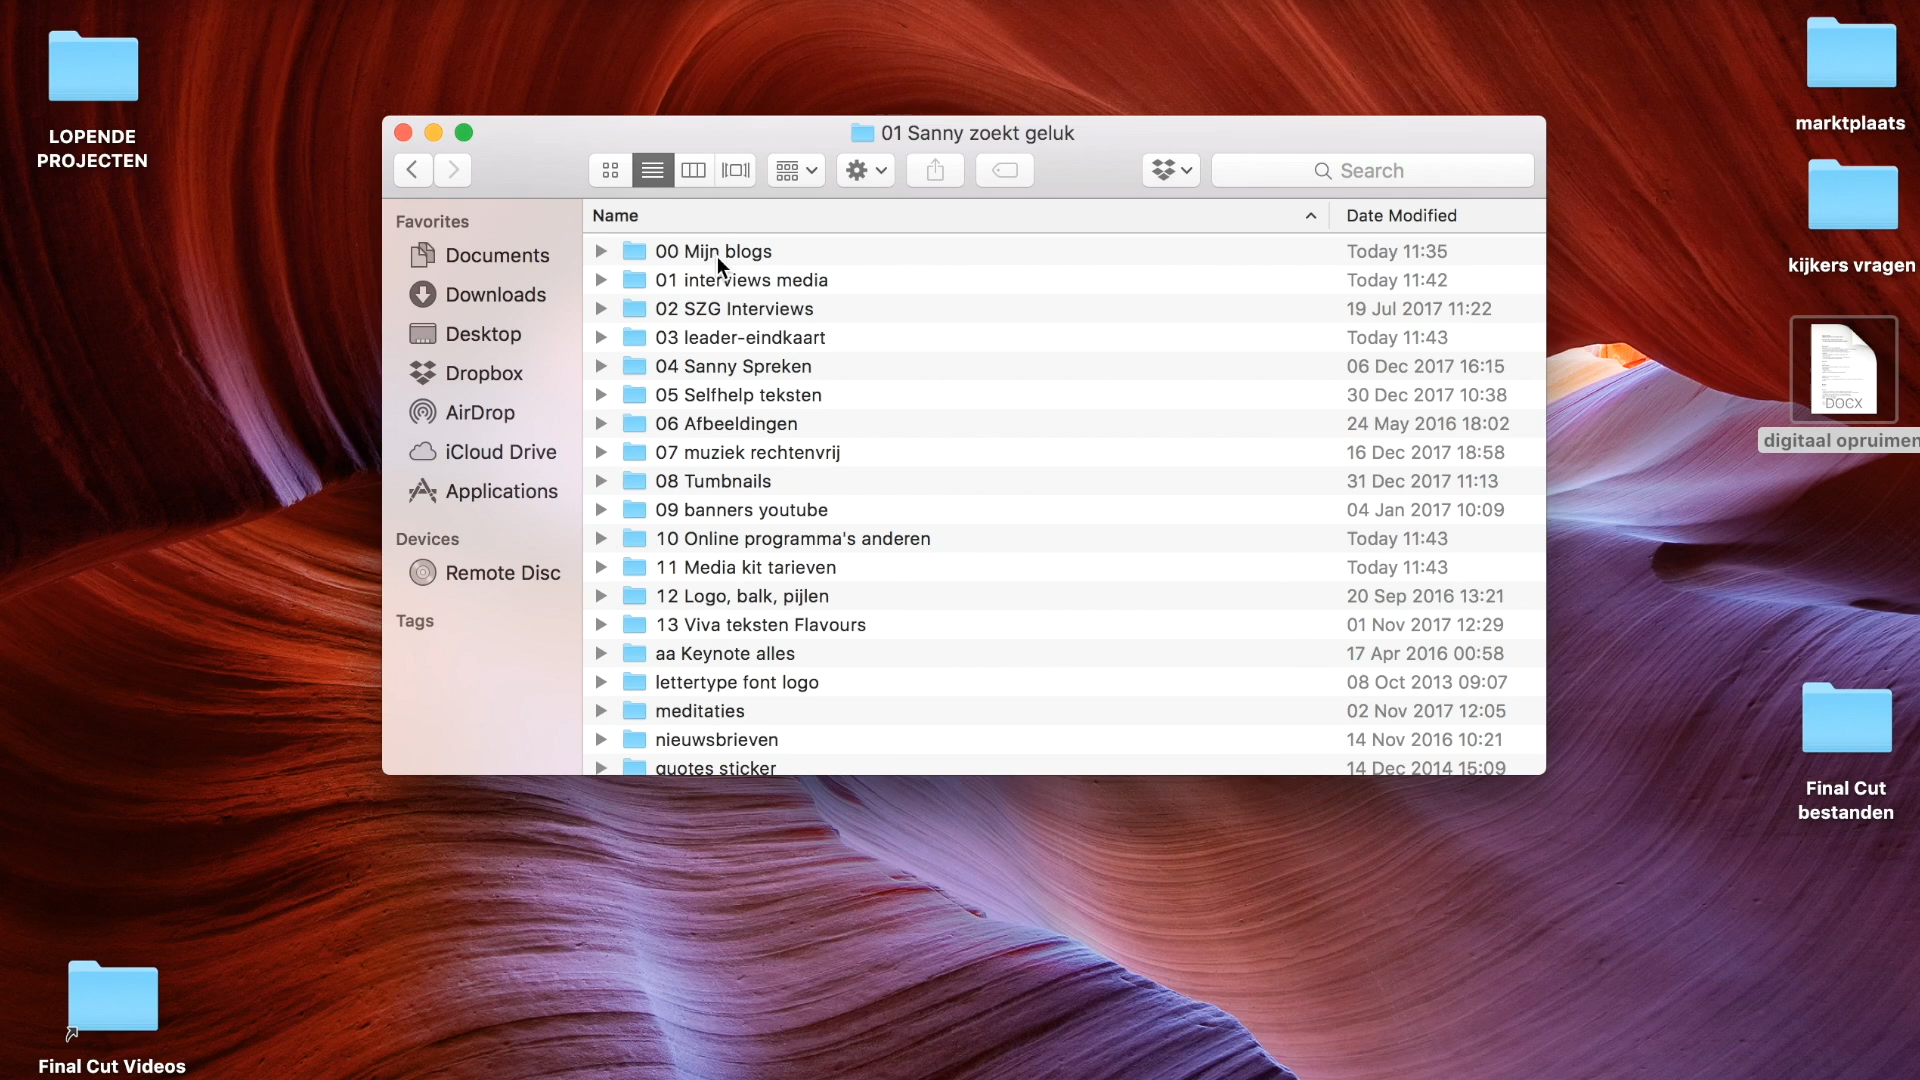 LOPENDE
PROJECTEN
marktplaats
kijkers vragen
DOCX
digitaal opruimen
Final Cut
bestanden
Final Cut Videos
01 Sanny zoekt geluk
Search
Favorites
Documents
Downloads
Desktop
Dropbox
AirDrop
iCloud Drive
Applications
Devices
Remote Disc
Tags
Name Date Modified
00 Mijn blogs Today 11:35
01 interviews media Today 11:42
02 SZG Interviews 19 Jul 2017 11:22
03 leader-eindkaart Today 11:43
04 Sanny Spreken 06 Dec 2017 16:15
05 Selfhelp teksten 30 Dec 2017 10:38
06 Afbeeldingen 24 May 2016 18:02
07 muziek rechtenvrij 16 Dec 2017 18:58
08 Tumbnails 31 Dec 2017 11:13
09 banners youtube 04 Jan 2017 10:09
10 Online programma's anderen Today 11:43
11 Media kit tarieven Today 11:43
12 Logo, balk, pijlen 20 Sep 2016 13:21
13 Viva teksten Flavours 01 Nov 2017 12:29
aa Keynote alles 17 Apr 2016 00:58
lettertype font logo 08 Oct 2013 09:07
meditaties 02 Nov 2017 12:05
nieuwsbrieven 14 Nov 2016 10:21
quotes sticker 14 Dec 2014 15:09